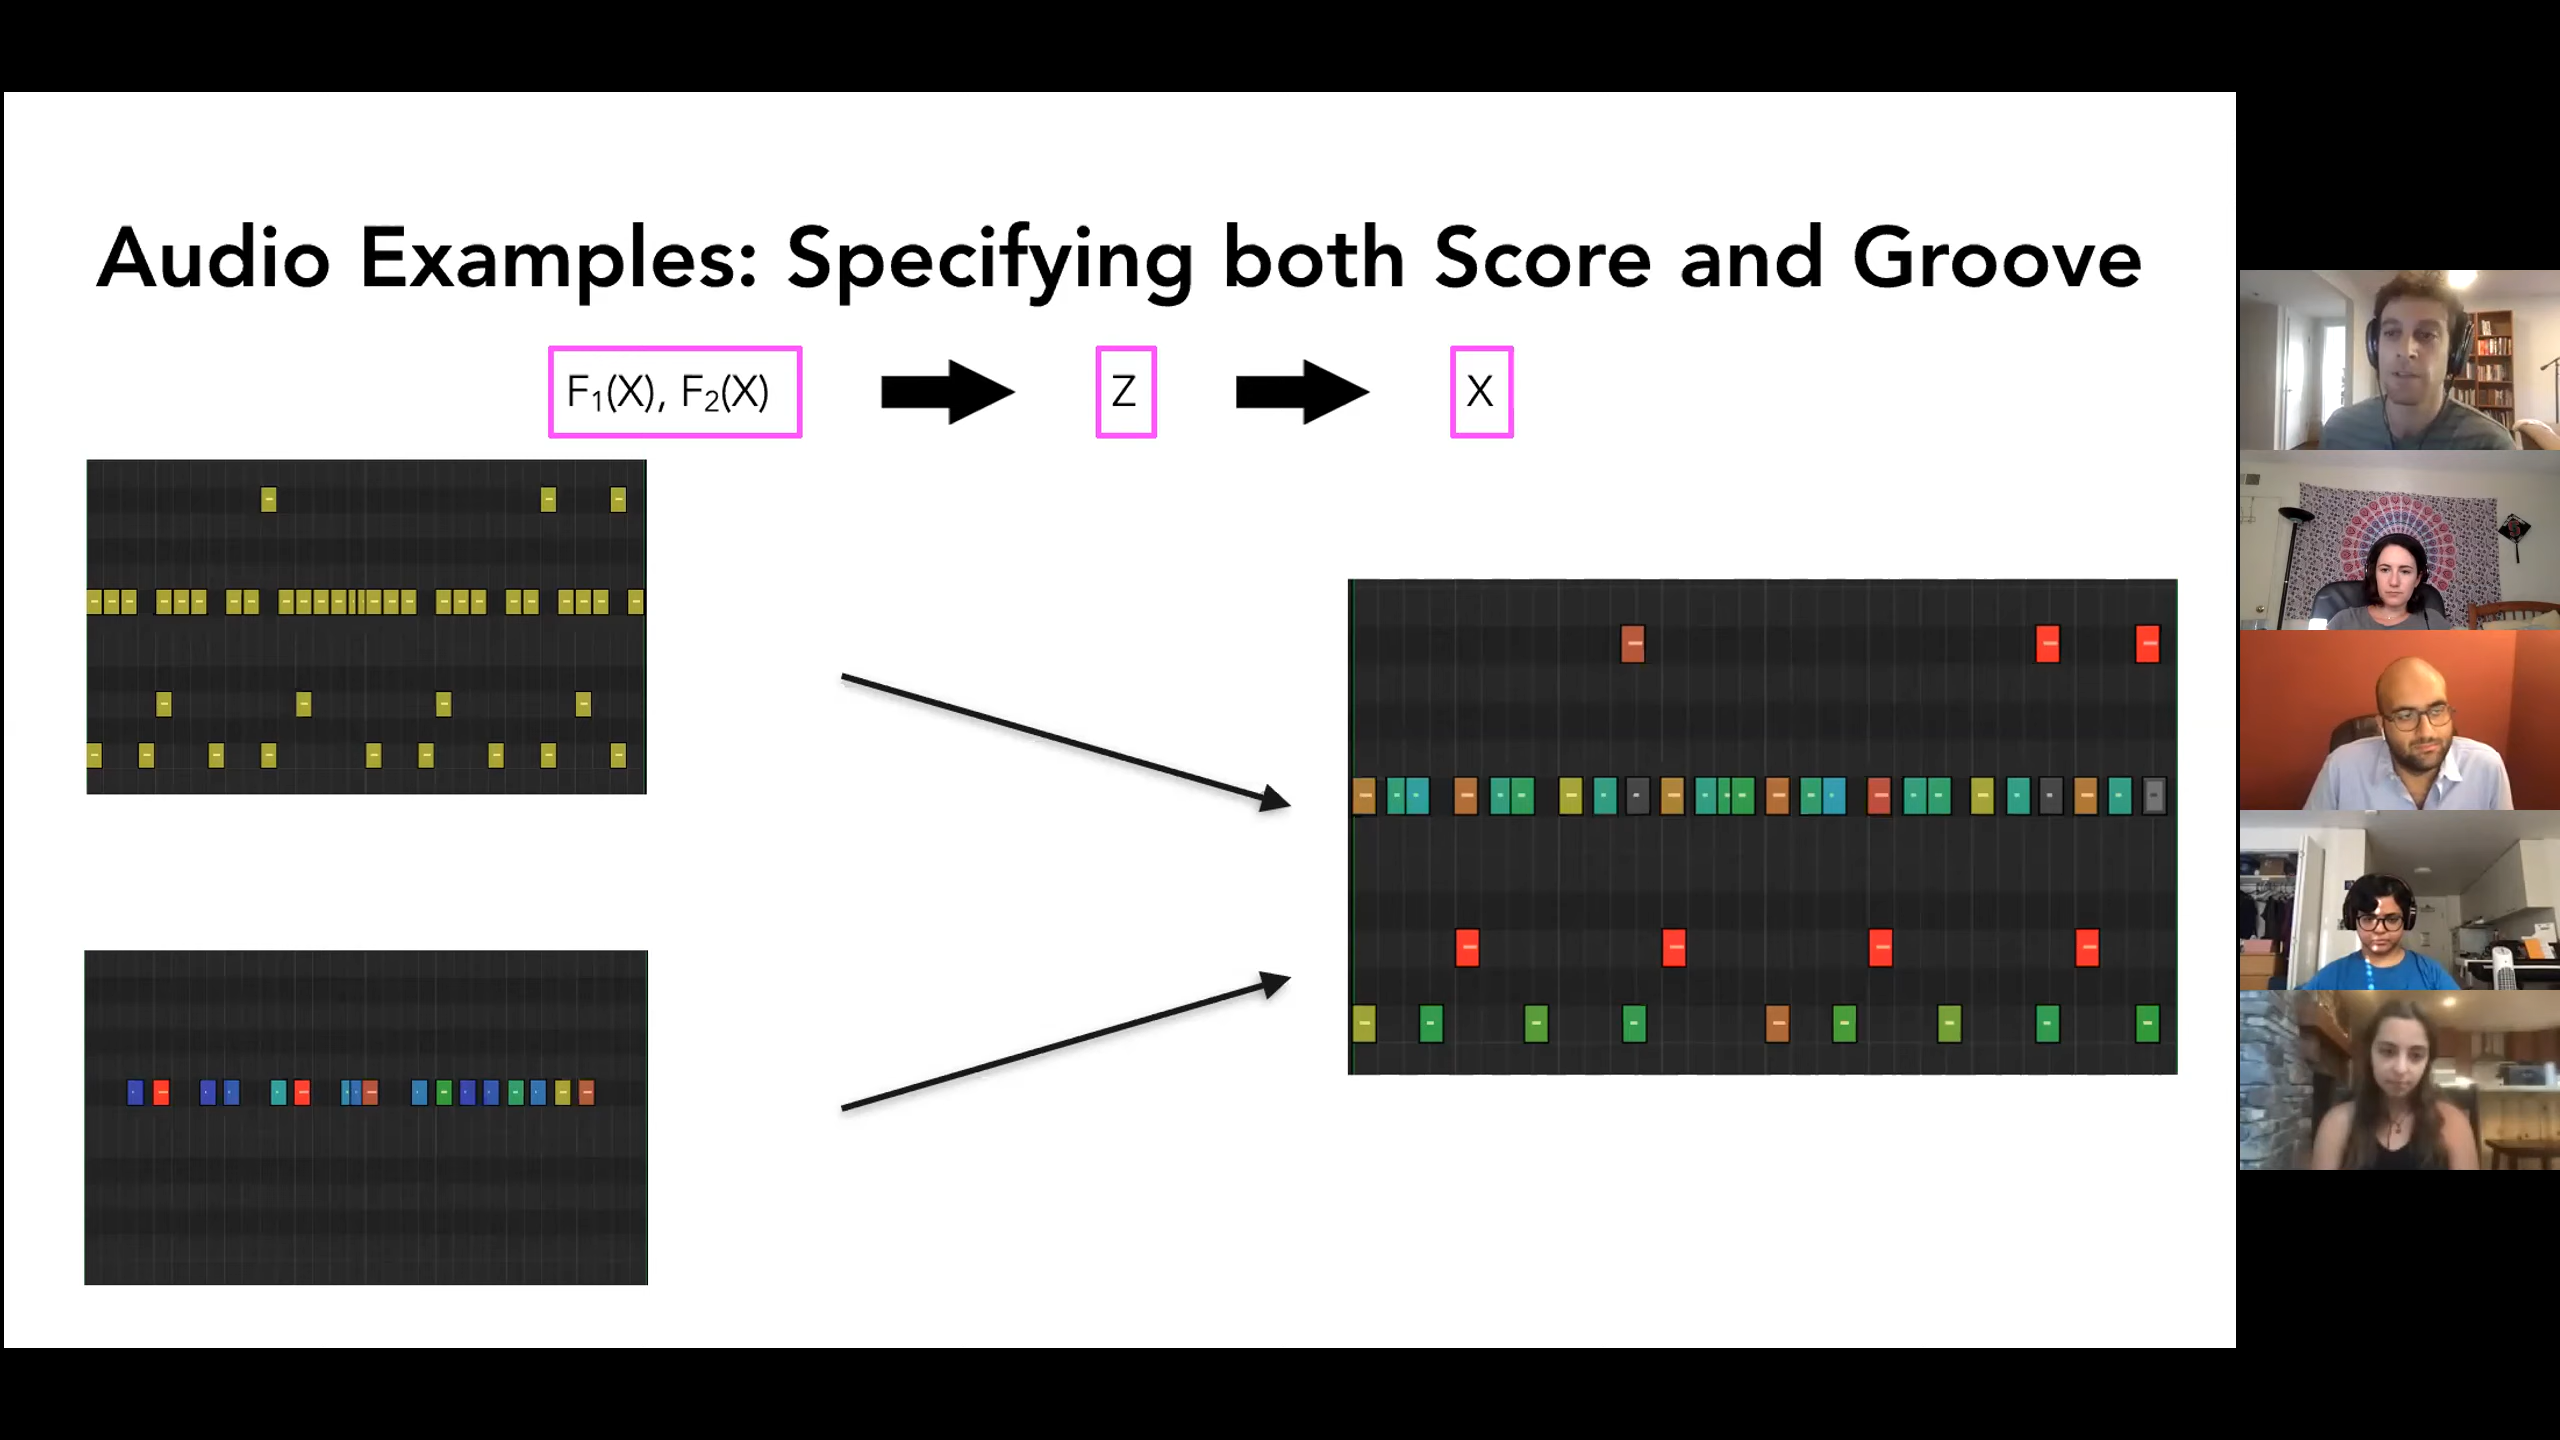 Audio Examples: Specifying both Score and Groove
F₁(X), F₂(X)
Z
X